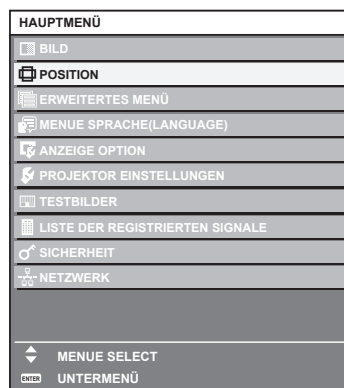 HAUPTMENÜ
BILD
POSITION
ERWEITERTES MENÜ
MENUE SPRACHE(LANGUAGE)
ANZEIGE OPTION
PROJEKTOR EINSTELLUNGEN
TESTBILDER
LISTE DER REGISTRIERTEN SIGNALE
SICHERHEIT
NETZWERK
MENUE SELECT
ENTER UNTERMENÜ